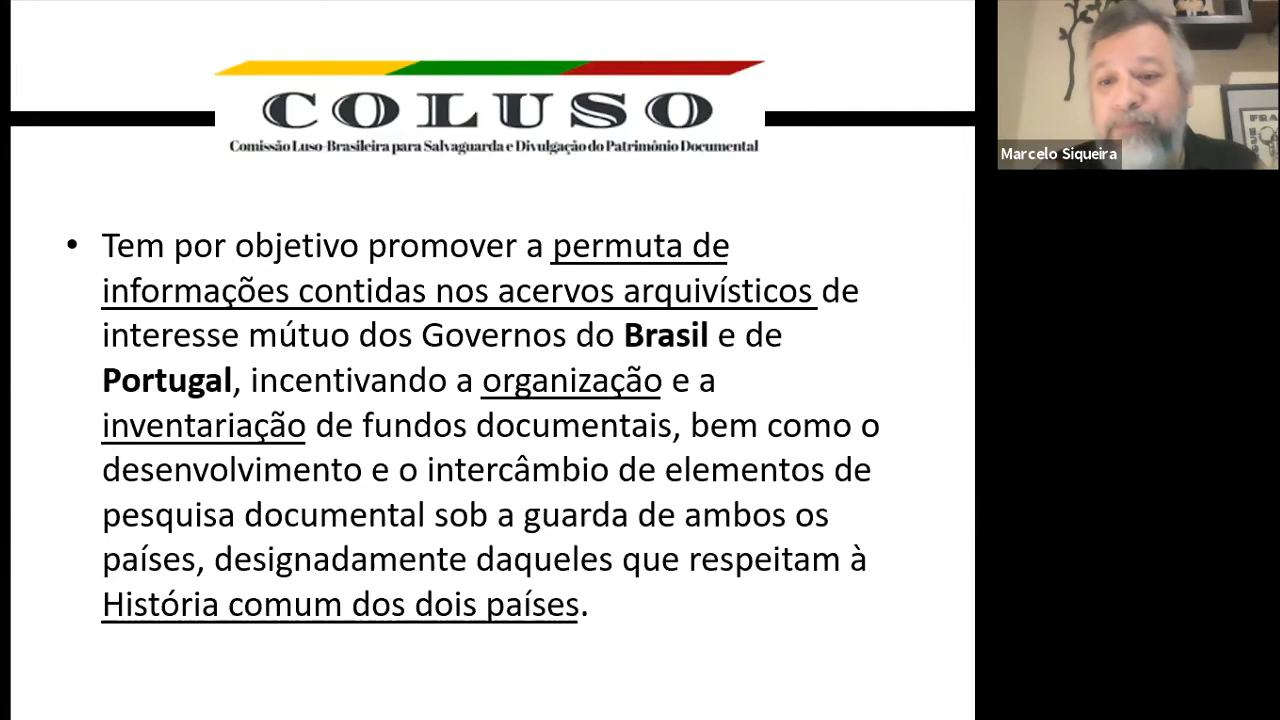 COLUSO
Comissão Luso-Brasileira para Salvaguarda e Divulgação do Patrimônio Documental
• Tem por objetivo promover a permuta de
informações contidas nos acervos arquivísticos de
interesse mútuo dos Governos do Brasil e de
Portugal, incentivando a organização e a
inventariação de fundos documentais, bem como o
desenvolvimento e o intercâmbio de elementos de
pesquisa documental sob a guarda de ambos os
países, designadamente daqueles que respeitam à
História comum dos dois países.
Marcelo Siqueira